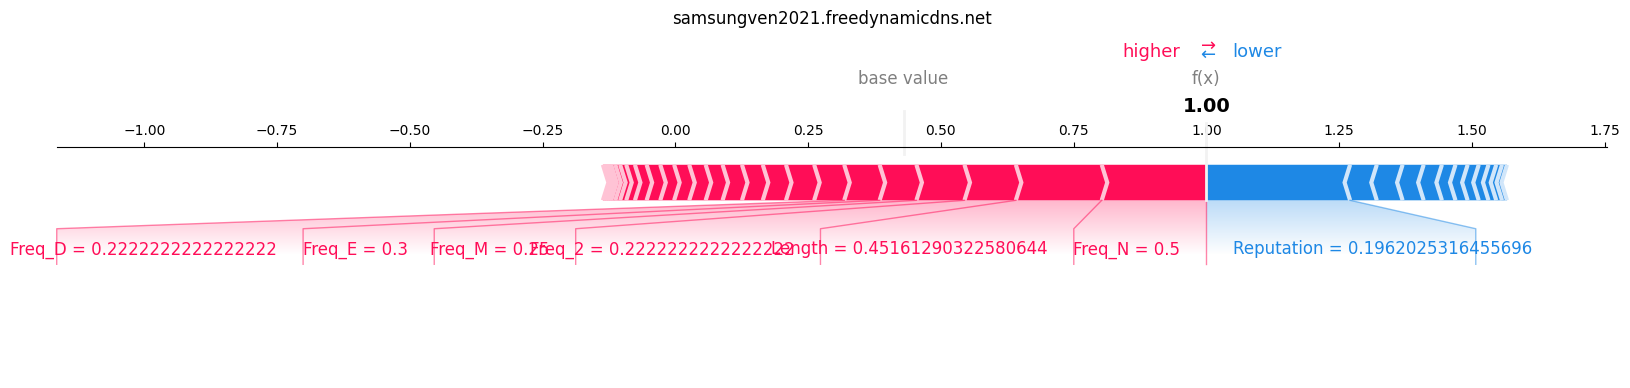 samsungven2021.freedynamicdns.net
higher ⇄ lower
base value f(x)
1.00
−1.00 −0.75 −0.50 −0.25 0.00 0.25 0.50 0.75 1.00 1.25 1.50 1.75
Freq_D = 0.2222222222222222 Freq_E = 0.3 Freq_M = 0.25 Freq_2 = 0.2222222222222222 Length = 0.45161290322580644 Freq_N = 0.5 Reputation = 0.1962025316455696